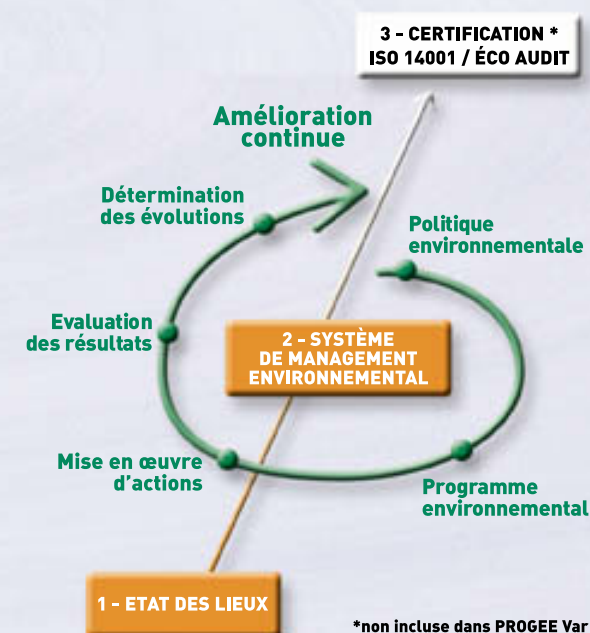 3 - CERTIFICATION *
ISO 14001 / ÉCO AUDIT
Amélioration
continue
Détermination
des évolutions
Politique
environnementale
Evaluation
des résultats
2 - SYSTÈME
DE MANAGEMENT
ENVIRONNEMENTAL
Mise en œuvre
d'actions
Programme
environnemental
1 - ETAT DES LIEUX
*non incluse dans PROGEE Var